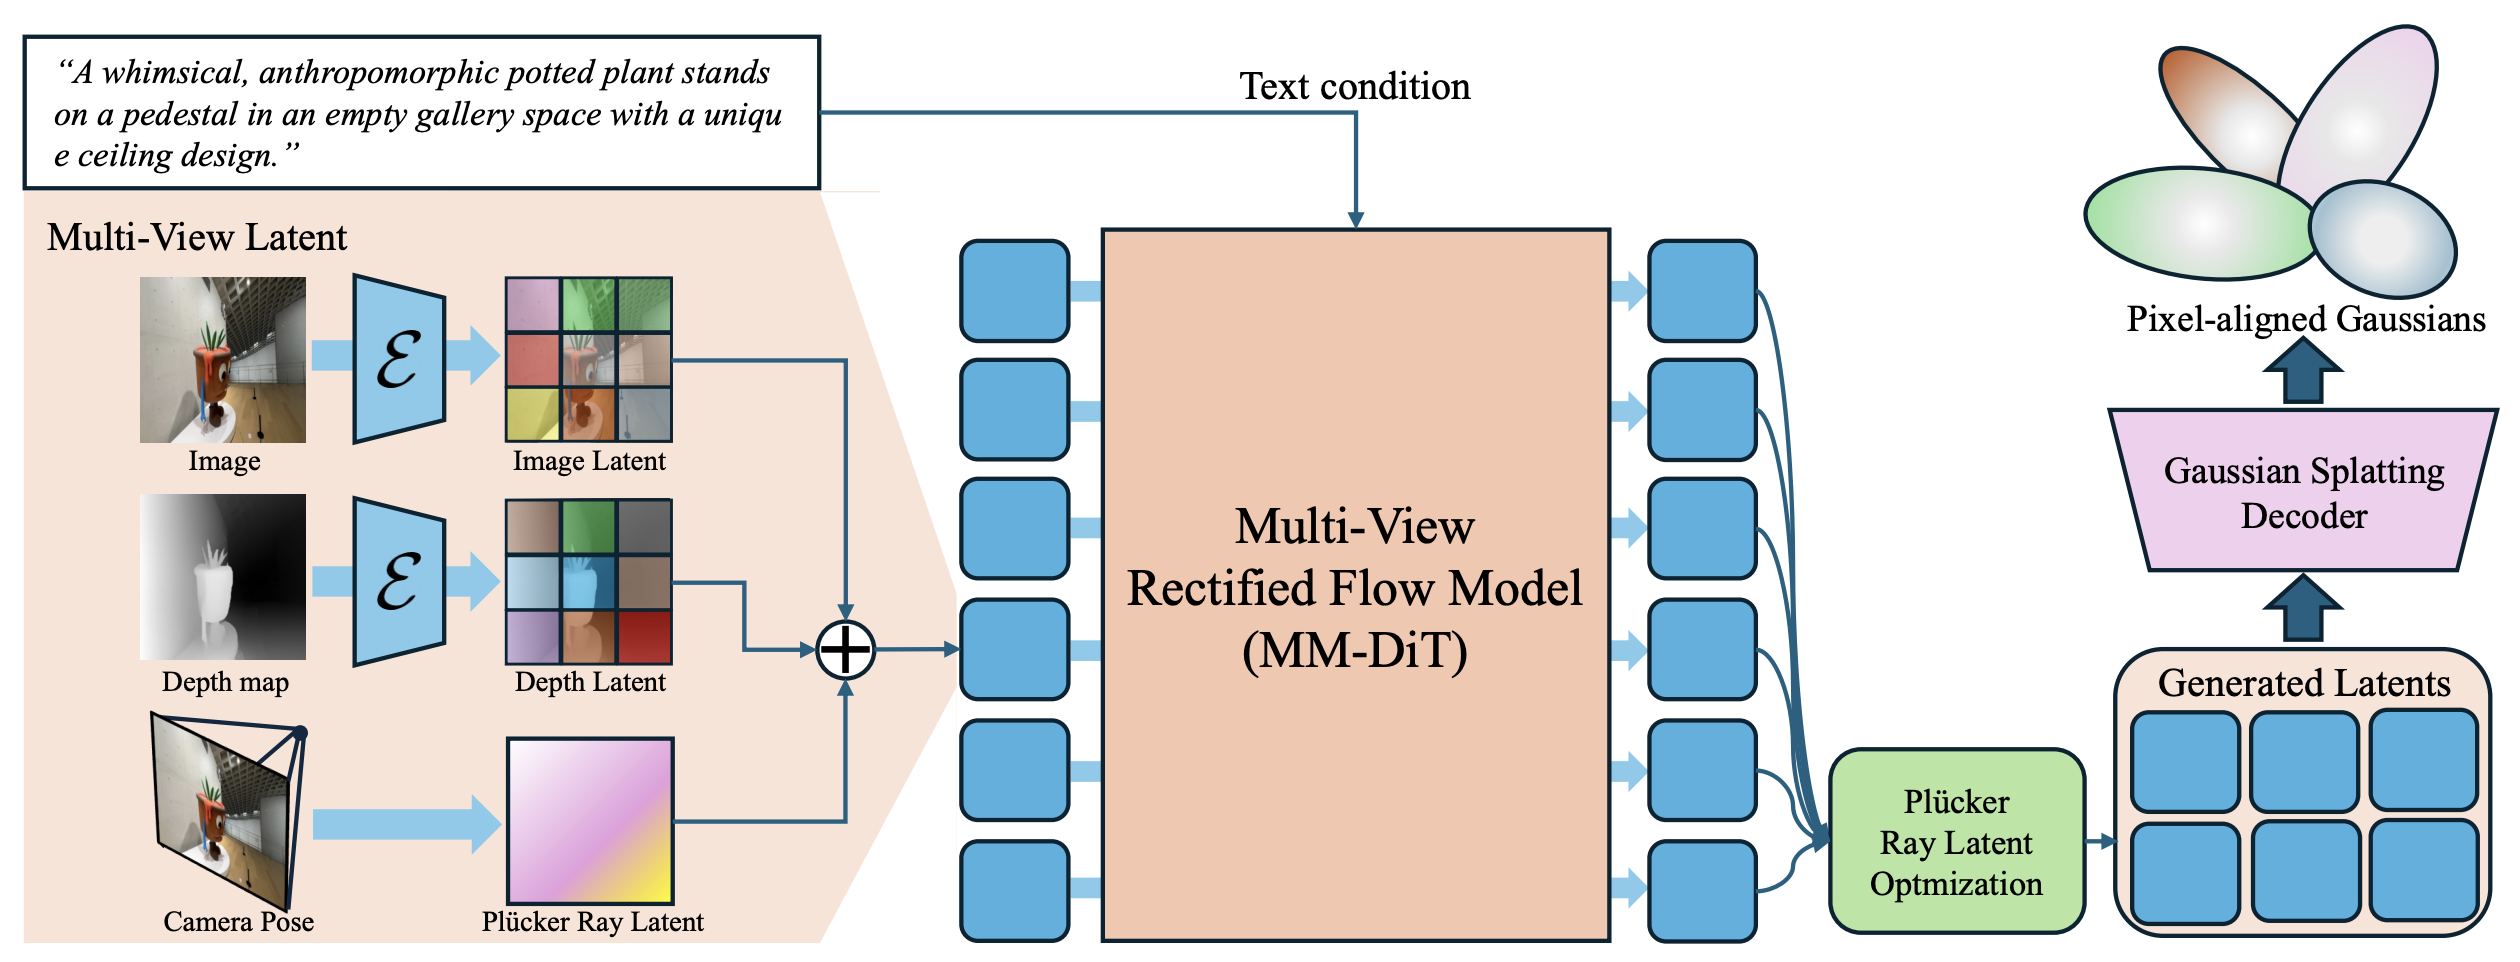 “A whimsical, anthropomorphic potted plant stands
on a pedestal in an empty gallery space with a uniqu
e ceiling design.”
Text condition
Multi-View Latent
Image
ℰ
Image Latent
Depth map
ℰ
Depth Latent
Camera Pose
Plücker Ray Latent
Multi-View
Rectified Flow Model
(MM-DiT)
Plücker
Ray Latent
Optmization
Generated Latents
Gaussian Splatting
Decoder
Pixel-aligned Gaussians